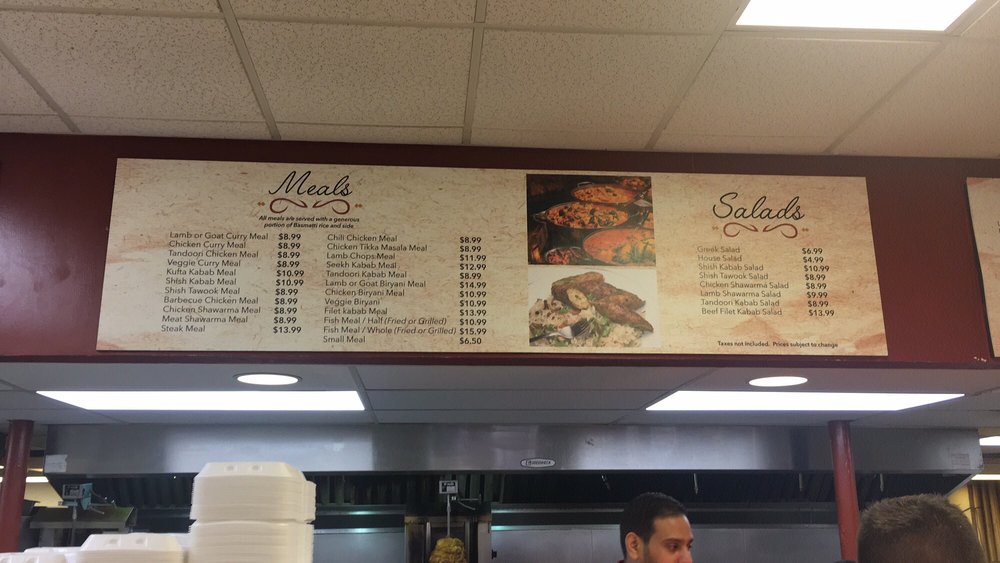 Meals
All meals are served with a generous
portion of Basmatti rice and side
Lamb or Goat Curry Meal $8.99
Chicken Curry Meal $8.99
Tandoori Chicken Meal $8.99
Veggie Curry Meal $8.99
Kufta Kabab Meal $10.99
Shish Kabab Meal $10.99
Shish Tawook Meal $8.99
Barbecue Chicken Meal $8.99
Chicken Shawarma Meal $8.99
Meat Shawarma Meal $8.99
Steak Meal $13.99
Chili Chicken Meal $8.99
Chicken Tikka Masala Meal $8.99
Lamb Chops Meal $11.99
Seekh Kabab Meal $12.99
Tandoori Kabab Meal $8.99
Lamb or Goat Biryani Meal $14.99
Chicken Biryani Meal $10.99
Veggie Biryani $10.99
Filet kabab Meal $13.99
Fish Meal / Half (Fried or Grilled) $10.99
Fish Meal / Whole (Fried or Grilled) $15.99
Small Meal $6.50
Salads
Greek Salad $6.99
House Salad $4.99
Shish Kabab Salad $10.99
Shish Tawook Salad $8.99
Chicken Shawarma Salad $8.99
Lamb Shawarma Salad $9.99
Tandoori Kabab Salad $8.99
Beef Filet Kabab Salad $13.99
Taxes not included. Prices subject to change